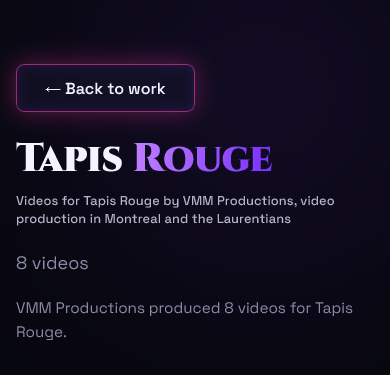 ← Back to work
Tapis Rouge
Videos for Tapis Rouge by VMM Productions, video
production in Montreal and the Laurentians
8 videos
VMM Productions produced 8 videos for Tapis
Rouge.